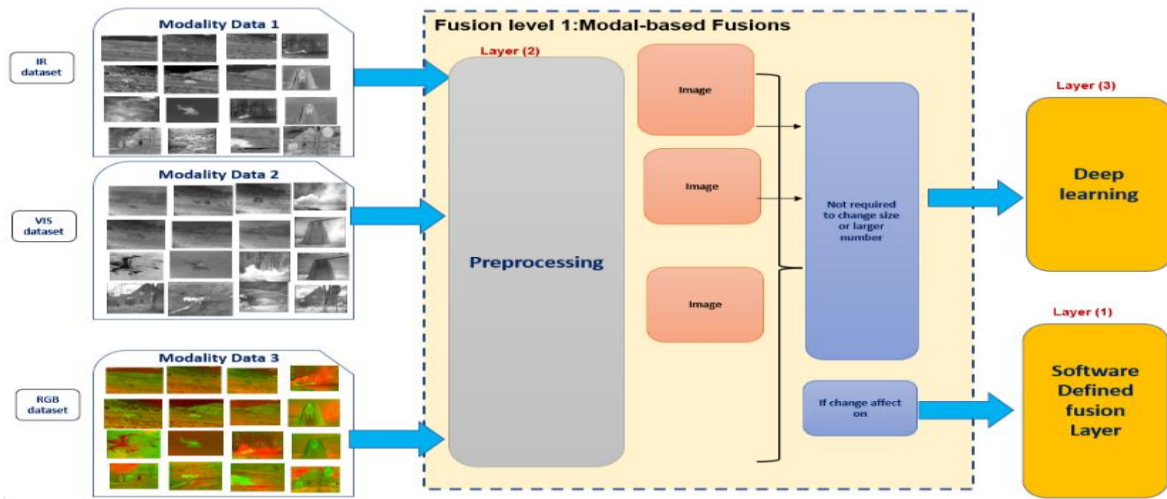 IR
dataset
Modality Data 1
VIS
dataset
Modality Data 2
RGB
dataset
Modality Data 3
Fusion level 1:Modal-based Fusions
Layer (2)
Preprocessing
Image
Image
Image
Not required
to change size
or larger
number
If change affect
on
Layer (3)
Deep
learning
Layer (1)
Software
Defined
fusion
Layer